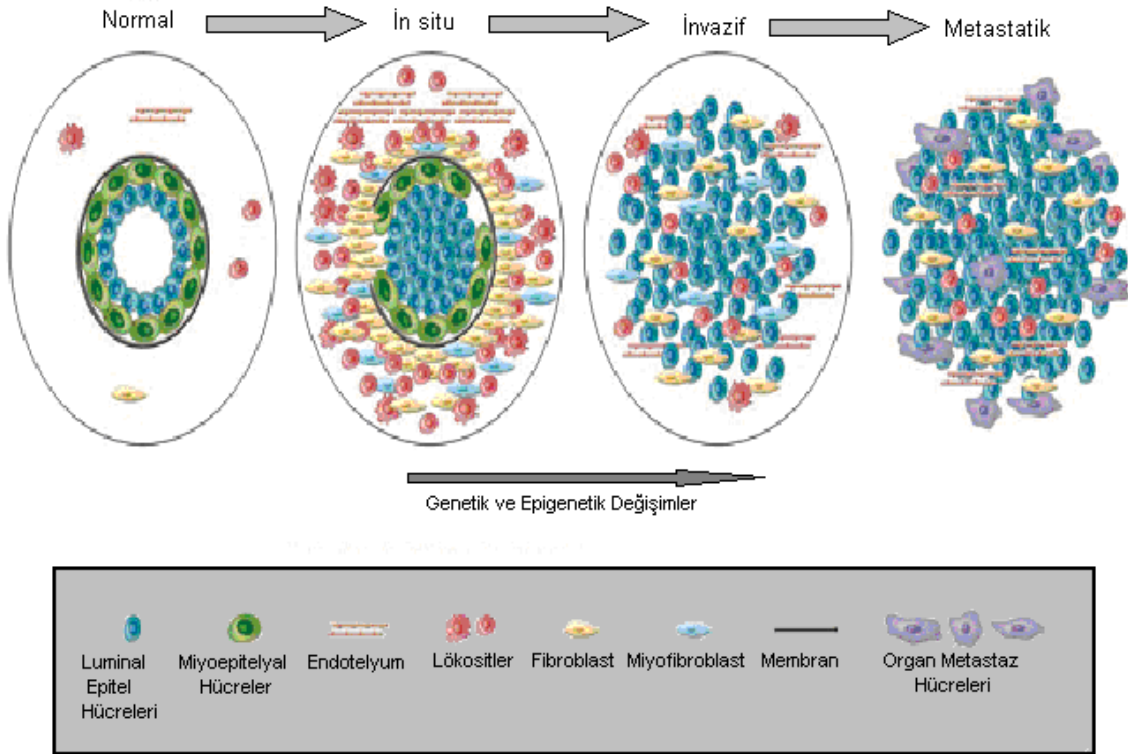 Normal
İn situ
İnvazif
Metastatik
Genetik ve Epigenetik Değişimler
Luminal
Epitel
Hücreleri
Miyoepitelyal
Hücreler
Endotelyum
Lökositler
Fibroblast
Miyofibroblast
Membran
Organ Metastaz
Hücreleri